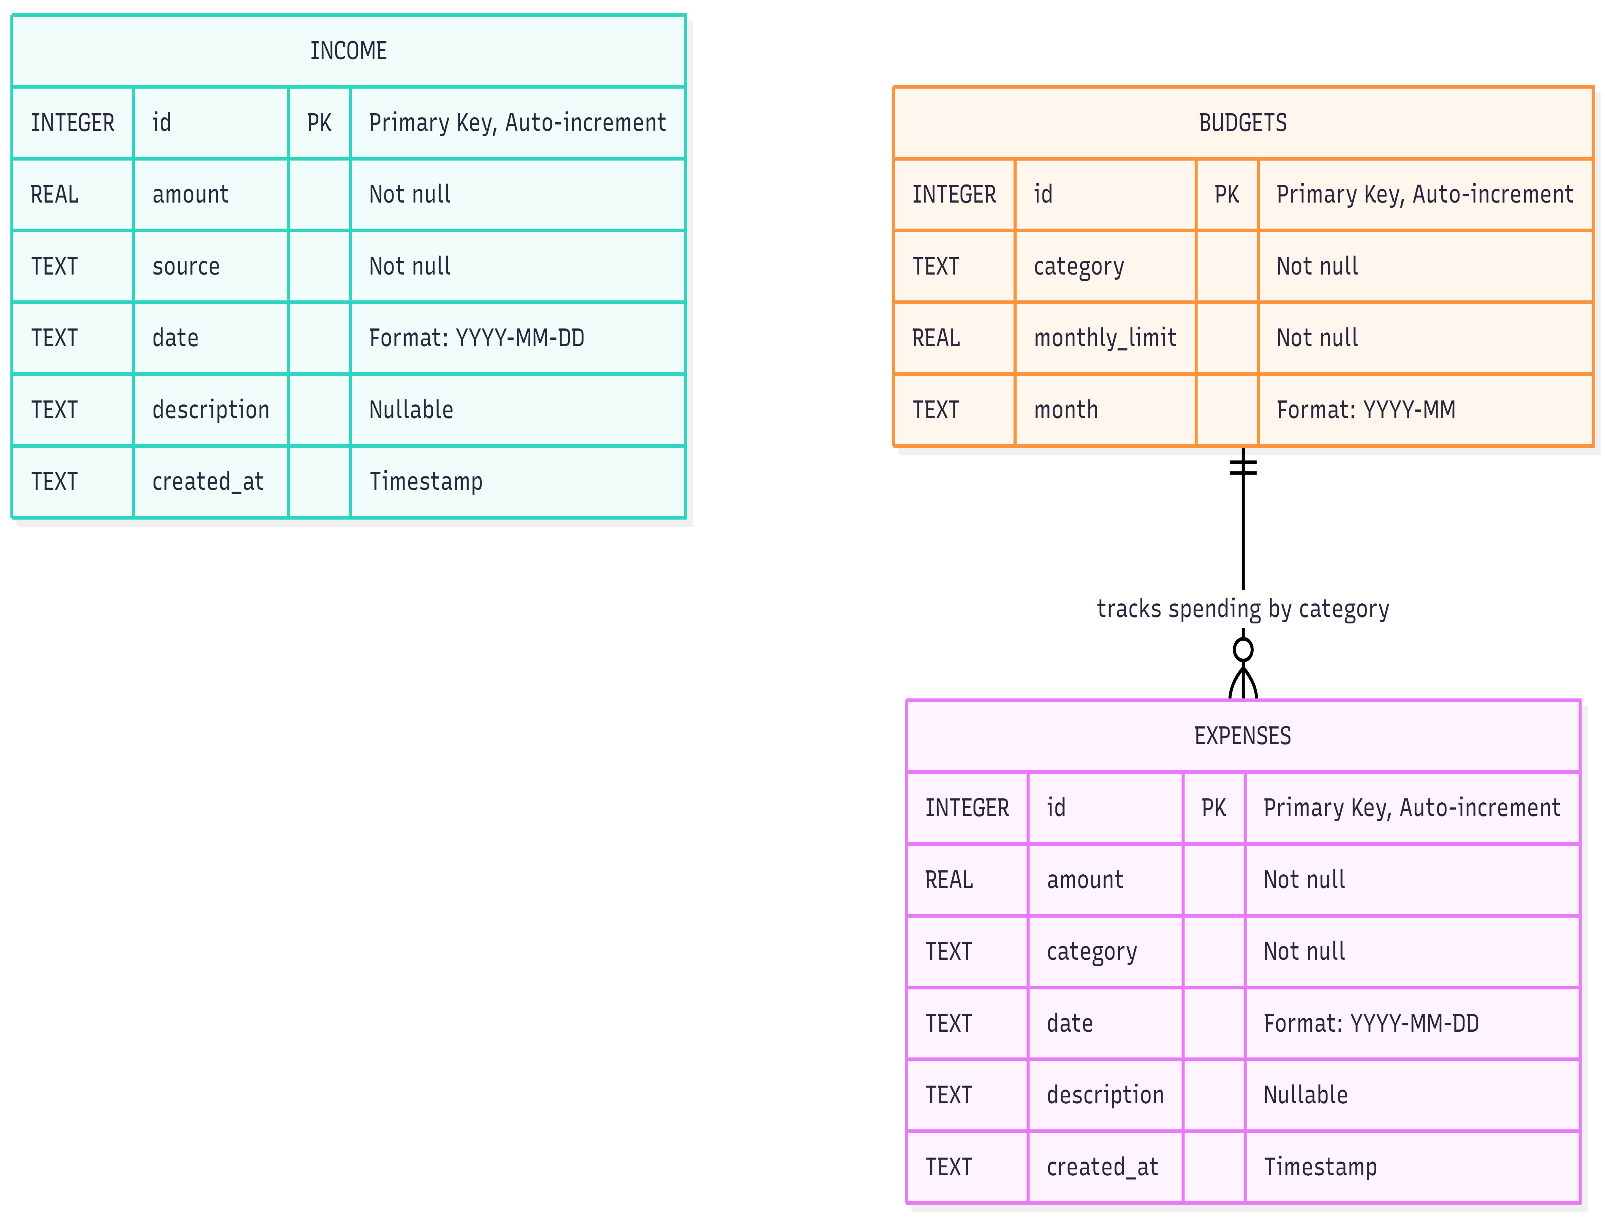 INCOME
INTEGER id PK Primary Key, Auto-increment
REAL amount Not null
TEXT source Not null
TEXT date Format: YYYY-MM-DD
TEXT description Nullable
TEXT created_at Timestamp
BUDGETS
INTEGER id PK Primary Key, Auto-increment
TEXT category Not null
REAL monthly_limit Not null
TEXT month Format: YYYY-MM
tracks spending by category
EXPENSES
INTEGER id PK Primary Key, Auto-increment
REAL amount Not null
TEXT category Not null
TEXT date Format: YYYY-MM-DD
TEXT description Nullable
TEXT created_at Timestamp